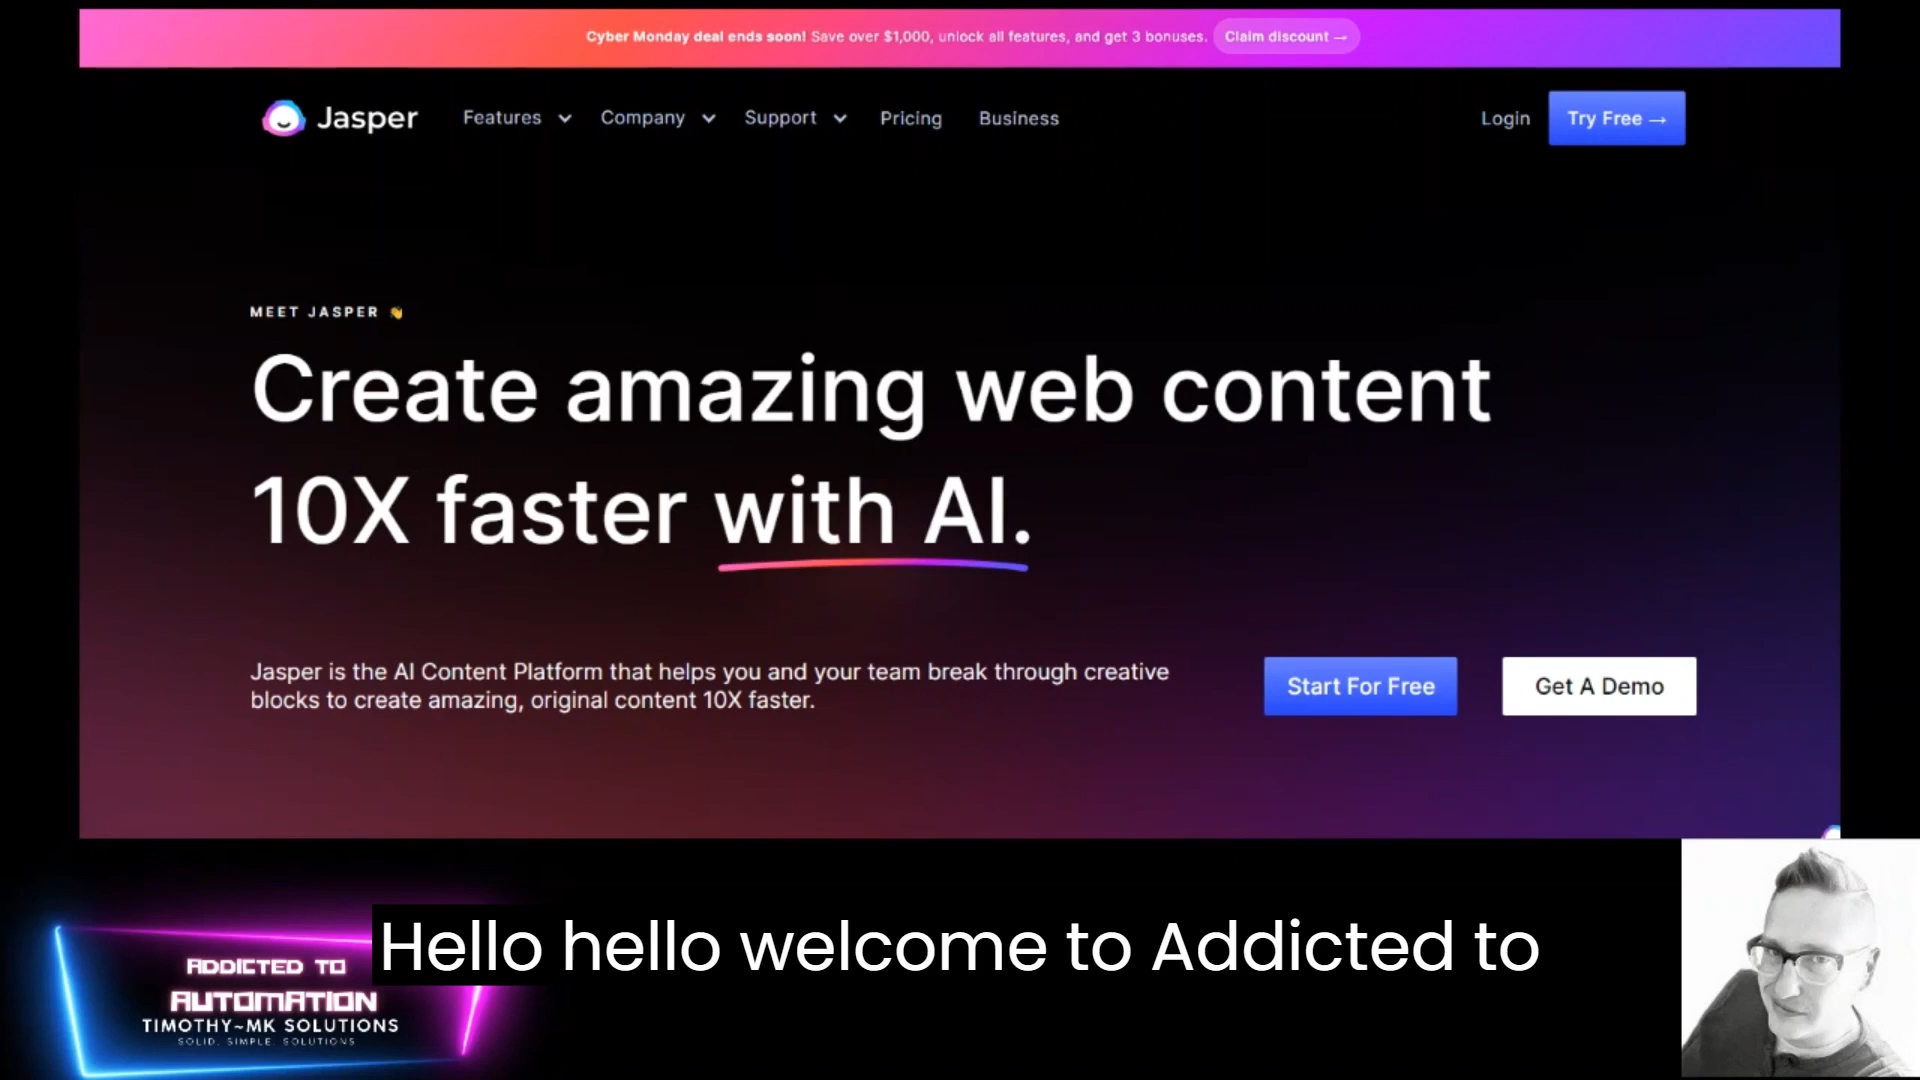 Cyber Monday deal ends soon! Save over $1,000, unlock all features, and get 3 bonuses. Claim discount →
Jasper Features Company Support Pricing Business Login Try Free →
MEET JASPER 👋
Create amazing web content
10X faster with AI.
Jasper is the AI Content Platform that helps you and your team break through creative
blocks to create amazing, original content 10X faster.
Start For Free Get A Demo
Hello hello welcome to Addicted to
ADDICTED TO
AUTOMATION
TIMOTHY~MK SOLUTIONS
SOLID. SIMPLE. SOLUTIONS